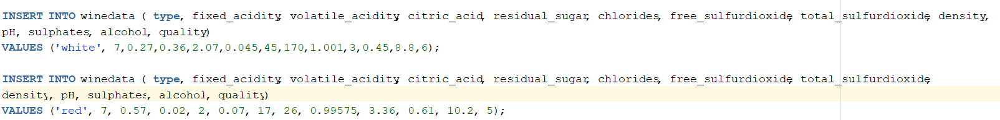 INSERT INTO winedata ( type, fixed_acidity, volatile_acidity, citric_acid, residual_sugar, chlorides, free_sulfurdioxide, total_sulfurdioxide, density,
pH, sulphates, alcohol, quality)
VALUES ('white', 7,0.27,0.36,2.07,0.045,45,170,1.001,3,0.45,8.8,6);
INSERT INTO winedata ( type, fixed_acidity, volatile_acidity, citric_acid, residual_sugar, chlorides, free_sulfurdioxide, total_sulfurdioxide,
density, pH, sulphates, alcohol, quality)
VALUES ('red', 7, 0.57, 0.02, 2, 0.07, 17, 26, 0.99575, 3.36, 0.61, 10.2, 5);